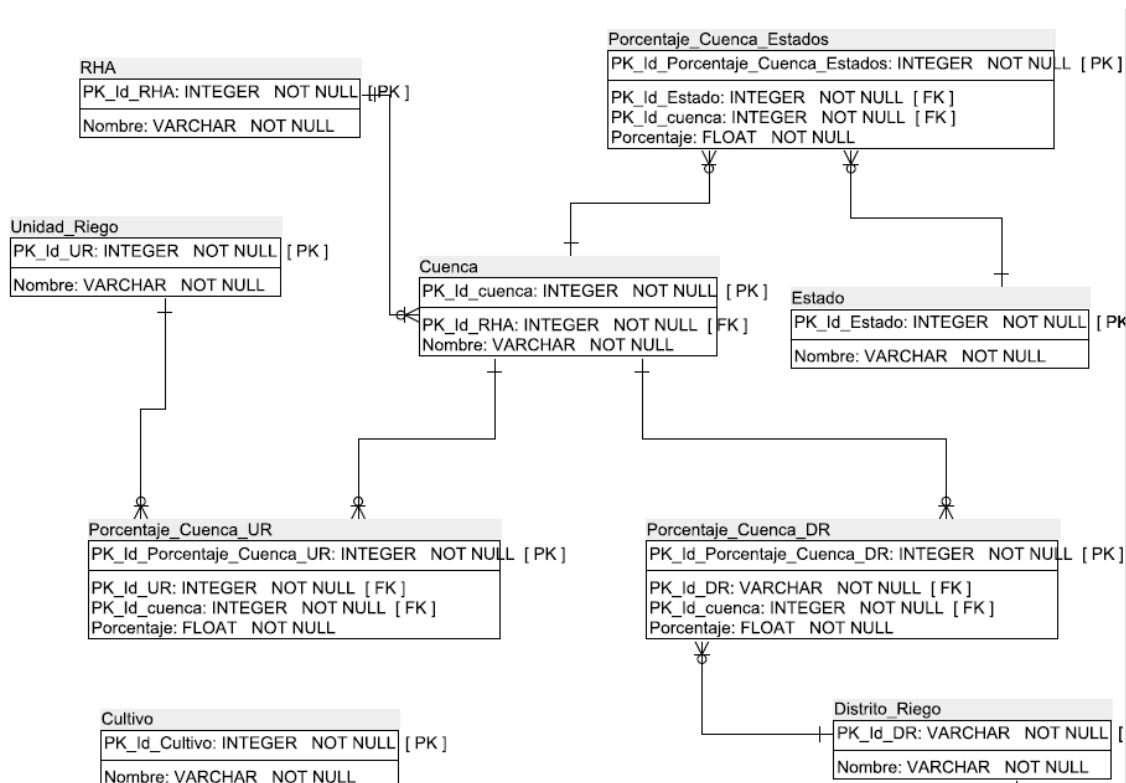 Porcentaje_Cuenca_Estados
PK_Id_Porcentaje_Cuenca_Estados: INTEGER NOT NULL [ PK ]
PK_Id_Estado: INTEGER NOT NULL [ FK ]
PK_Id_cuenca: INTEGER NOT NULL [ FK ]
Porcentaje: FLOAT NOT NULL
RHA
PK_Id_RHA: INTEGER NOT NULL [ PK ]
Nombre: VARCHAR NOT NULL
Unidad_Riego
PK_Id_UR: INTEGER NOT NULL [ PK ]
Nombre: VARCHAR NOT NULL
Cuenca
PK_Id_cuenca: INTEGER NOT NULL [ PK ]
PK_Id_RHA: INTEGER NOT NULL [ FK ]
Nombre: VARCHAR NOT NULL
Estado
PK_Id_Estado: INTEGER NOT NULL [ PK
Nombre: VARCHAR NOT NULL
Porcentaje_Cuenca_UR
PK_Id_Porcentaje_Cuenca_UR: INTEGER NOT NULL [ PK ]
PK_Id_UR: INTEGER NOT NULL [ FK ]
PK_Id_cuenca: INTEGER NOT NULL [ FK ]
Porcentaje: FLOAT NOT NULL
Porcentaje_Cuenca_DR
PK_Id_Porcentaje_Cuenca_DR: INTEGER NOT NULL [ PK ]
PK_Id_DR: VARCHAR NOT NULL [ FK ]
PK_Id_cuenca: INTEGER NOT NULL [ FK ]
Porcentaje: FLOAT NOT NULL
Cultivo
PK_Id_Cultivo: INTEGER NOT NULL [ PK ]
Nombre: VARCHAR NOT NULL
Distrito_Riego
PK_Id_DR: VARCHAR NOT NULL [
Nombre: VARCHAR NOT NULL